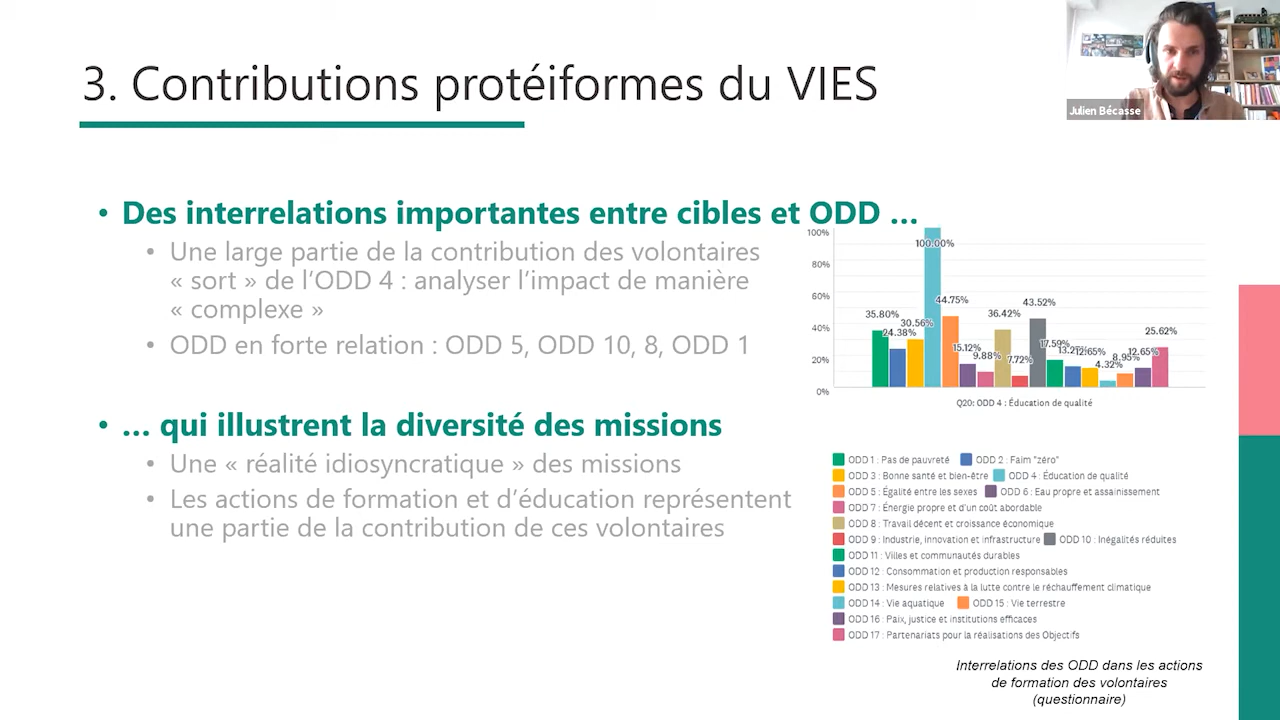 3. Contributions protéiformes du VIES
Julien Bécasse
• Des interrelations importantes entre cibles et ODD ...
• Une large partie de la contribution des volontaires
« sort » de l’ODD 4 : analyser l’impact de manière
« complexe »
• ODD en forte relation : ODD 5, ODD 10, 8, ODD 1
• ... qui illustrent la diversité des missions
• Une « réalité idiosyncratique » des missions
• Les actions de formation et d’éducation représentent
une partie de la contribution de ces volontaires
100%
80%
60%
40%
20%
0%
35.80%
24.38%
30.56%
100.00%
44.75%
15.12%
9.88%
36.42%
7.72%
43.52%
17.59%
13.27%
12.65%
4.32%
8.95%
12.65%
25.62%
Q20: ODD 4 : Éducation de qualité
ODD 1 : Pas de pauvreté ODD 2 : Faim "zéro"
ODD 3 : Bonne santé et bien-être ODD 4 : Éducation de qualité
ODD 5 : Égalité entre les sexes ODD 6 : Eau propre et assainissement
ODD 7 : Énergie propre et d'un coût abordable
ODD 8 : Travail décent et croissance économique
ODD 9 : Industrie, innovation et infrastructure ODD 10 : Inégalités réduites
ODD 11 : Villes et communautés durables
ODD 12 : Consommation et production responsables
ODD 13 : Mesures relatives à la lutte contre le réchauffement climatique
ODD 14 : Vie aquatique ODD 15 : Vie terrestre
ODD 16 : Paix, justice et institutions efficaces
ODD 17 : Partenariats pour la réalisations des Objectifs
Interrelations des ODD dans les actions
de formation des volontaires
(questionnaire)